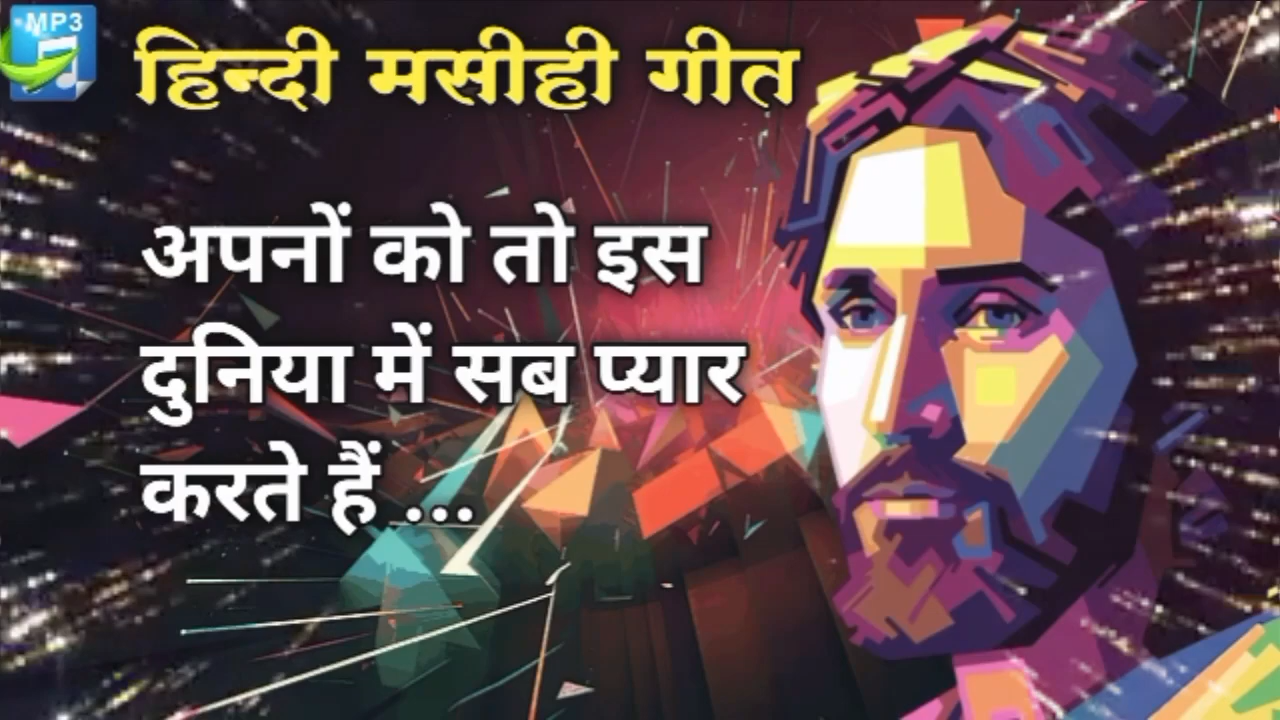 MP3
हिन्दी मसीही गीत
अपनों को तो इस
दुनिया में सब प्यार
करते हैं ...